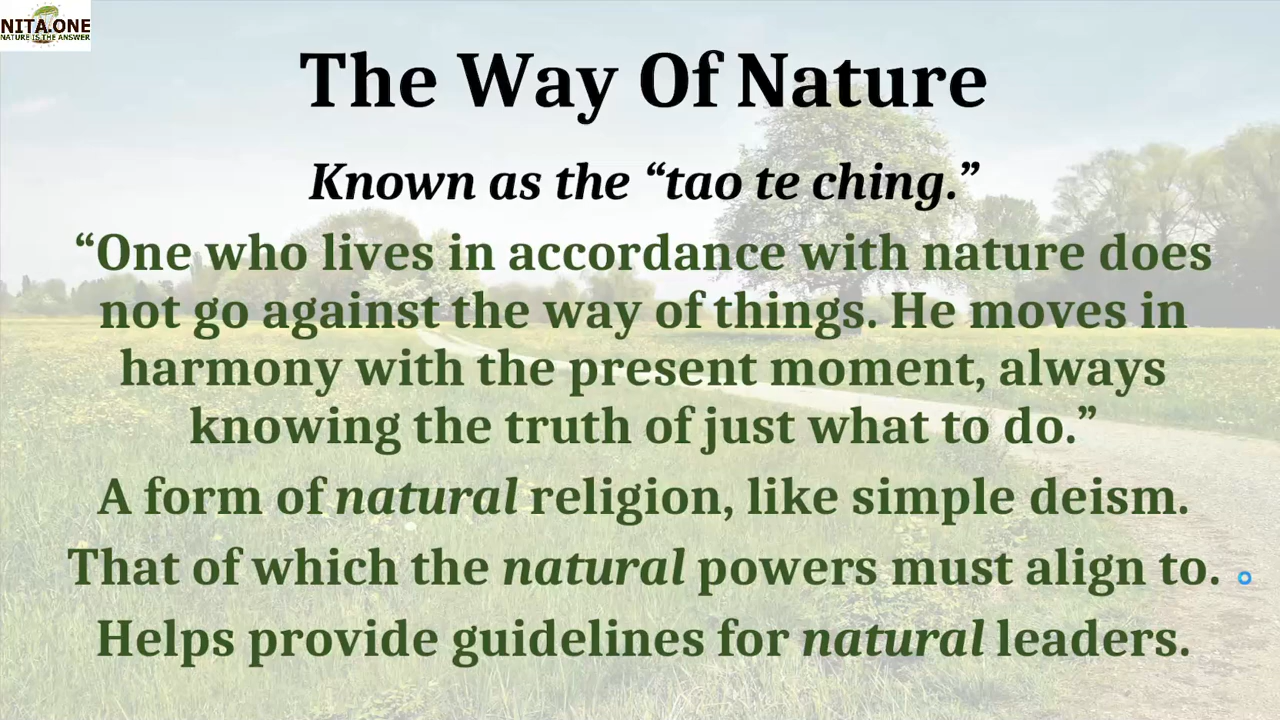 NITA.ONE
NATURE IS THE ANSWER
The Way Of Nature
Known as the “tao te ching.”
“One who lives in accordance with nature does
not go against the way of things. He moves in
harmony with the present moment, always
knowing the truth of just what to do.”
A form of natural religion, like simple deism.
That of which the natural powers must align to.
Helps provide guidelines for natural leaders.